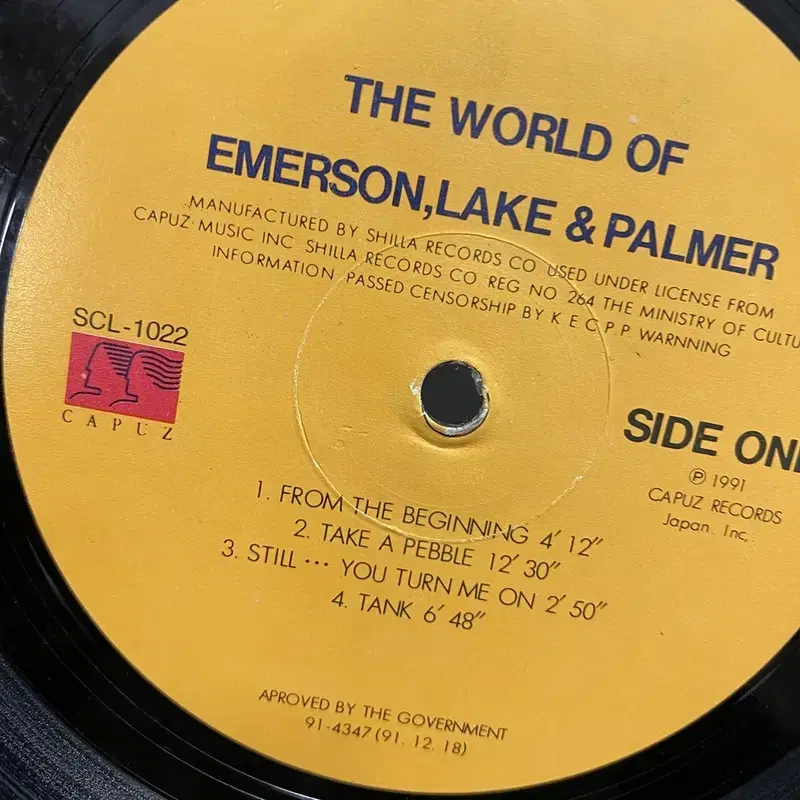 THE WORLD OF
EMERSON,LAKE & PALMER
MANUFACTURED BY SHILLA RECORDS CO USED UNDER LICENSE FROM
CAPUZ MUSIC INC SHILLA RECORDS CO REG NO 264 THE MINISTRY OF CULTU
INFORMATION PASSED CENSORSHIP BY K E C P P WARNNING
SCL-1022
CAPUZ
SIDE ON
℗ 1991
CAPUZ RECORDS
Japan. Inc.
1. FROM THE BEGINNING 4′ 12″
2. TAKE A PEBBLE 12′ 30″
3. STILL ··· YOU TURN ME ON 2′ 50″
4. TANK 6′ 48″
APROVED BY THE GOVERNMENT
91-4347 (91. 12. 18)